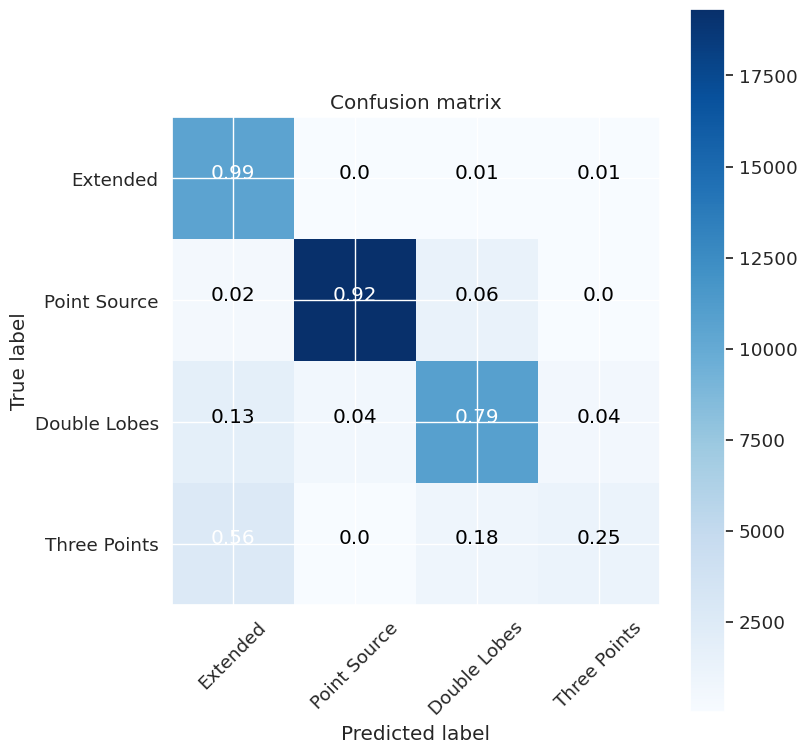 Confusion matrix
True label
Extended 0.99 0.0 0.01 0.01
Point Source 0.02 0.92 0.06 0.0
Double Lobes 0.13 0.04 0.79 0.04
Three Points 0.56 0.0 0.18 0.25
Extended Point Source Double Lobes Three Points
Predicted label
17500
15000
12500
10000
7500
5000
2500